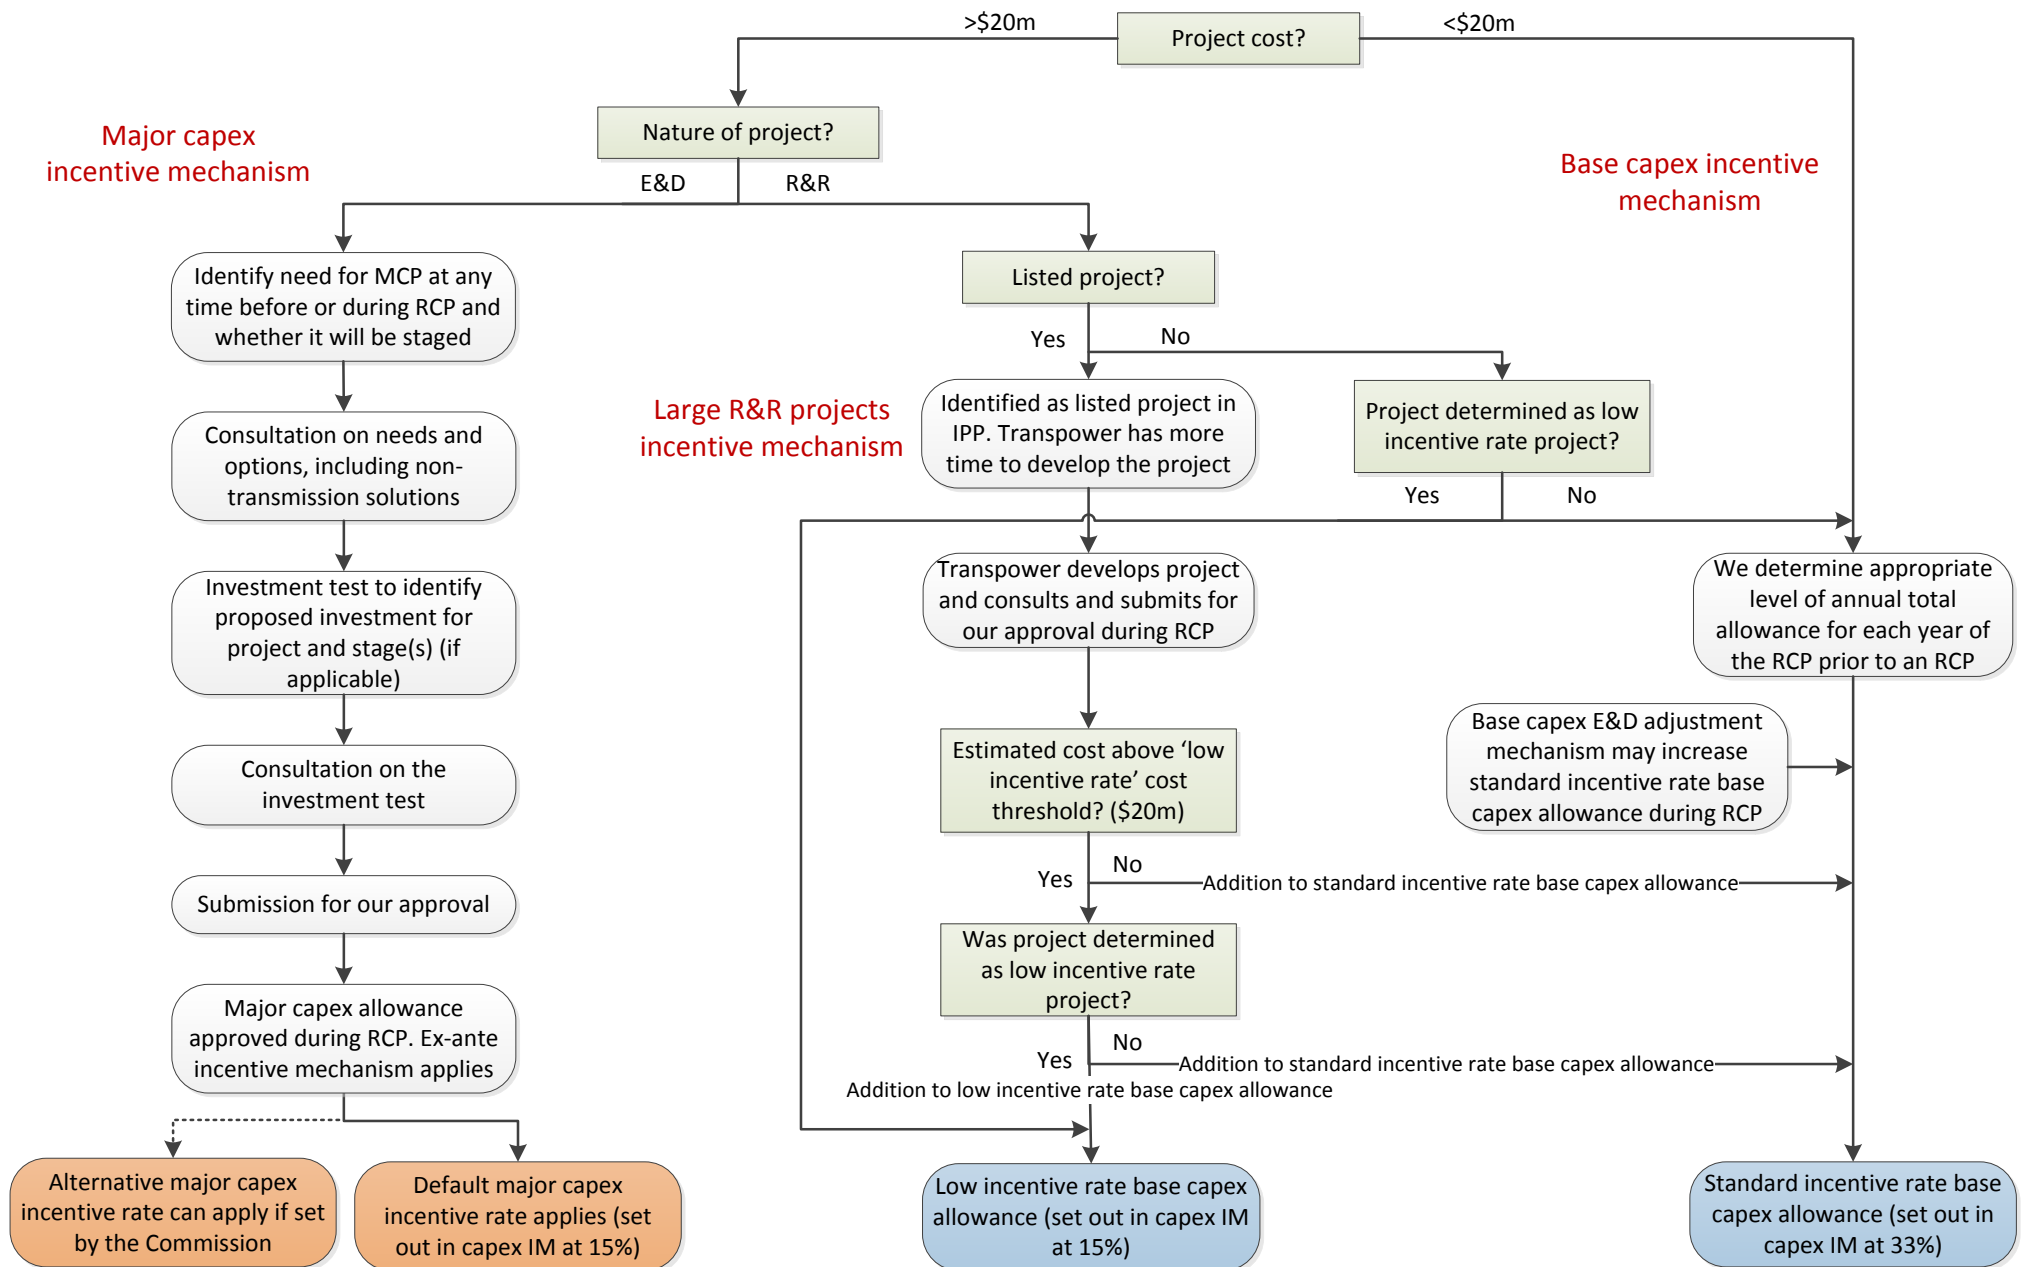 >$20m
Project cost?
<$20m
Nature of project?
Major capex
incentive mechanism
Base capex incentive
mechanism
E&D
R&R
Identify need for MCP at any
time before or during RCP and
whether it will be staged
Listed project?
Yes
No
Consultation on needs and
options, including non-
transmission solutions
Large R&R projects
incentive mechanism
Identified as listed project in
IPP. Transpower has more
time to develop the project
Project determined as low
incentive rate project?
Yes
No
Investment test to identify
proposed investment for
project and stage(s) (if
applicable)
Transpower develops project
and consults and submits for
our approval during RCP
We determine appropriate
level of annual total
allowance for each year of
the RCP prior to an RCP
Consultation on the
investment test
Estimated cost above ‘low
incentive rate’ cost
threshold? ($20m)
Base capex E&D adjustment
mechanism may increase
standard incentive rate base
capex allowance during RCP
Yes
No
Addition to standard incentive rate base capex allowance
Submission for our approval
Was project determined
as low incentive rate
project?
Major capex allowance
approved during RCP. Ex-ante
incentive mechanism applies
Yes
No
Addition to standard incentive rate base capex allowance
Addition to low incentive rate base capex allowance
Alternative major capex
incentive rate can apply if set
by the Commission
Default major capex
incentive rate applies (set
out in capex IM at 15%)
Low incentive rate base capex
allowance (set out in capex IM
at 15%)
Standard incentive rate base
capex allowance (set out in
capex IM at 33%)